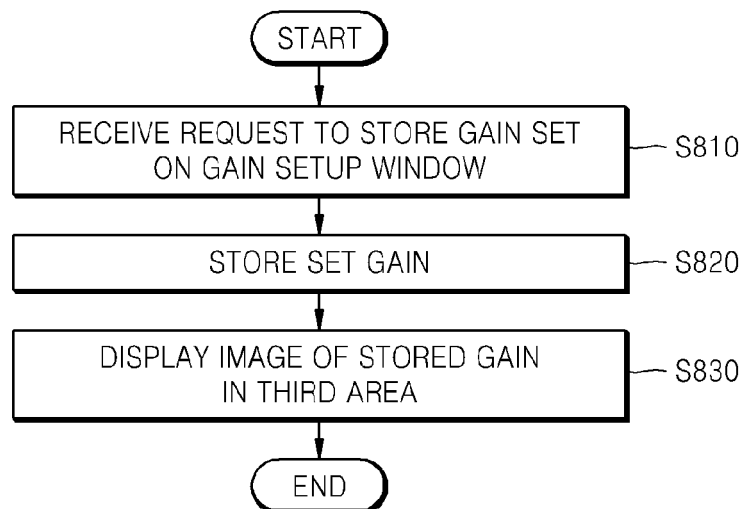 START
RECEIVE REQUEST TO STORE GAIN SET
ON GAIN SETUP WINDOW
S810
STORE SET GAIN
S820
DISPLAY IMAGE OF STORED GAIN
IN THIRD AREA
S830
END